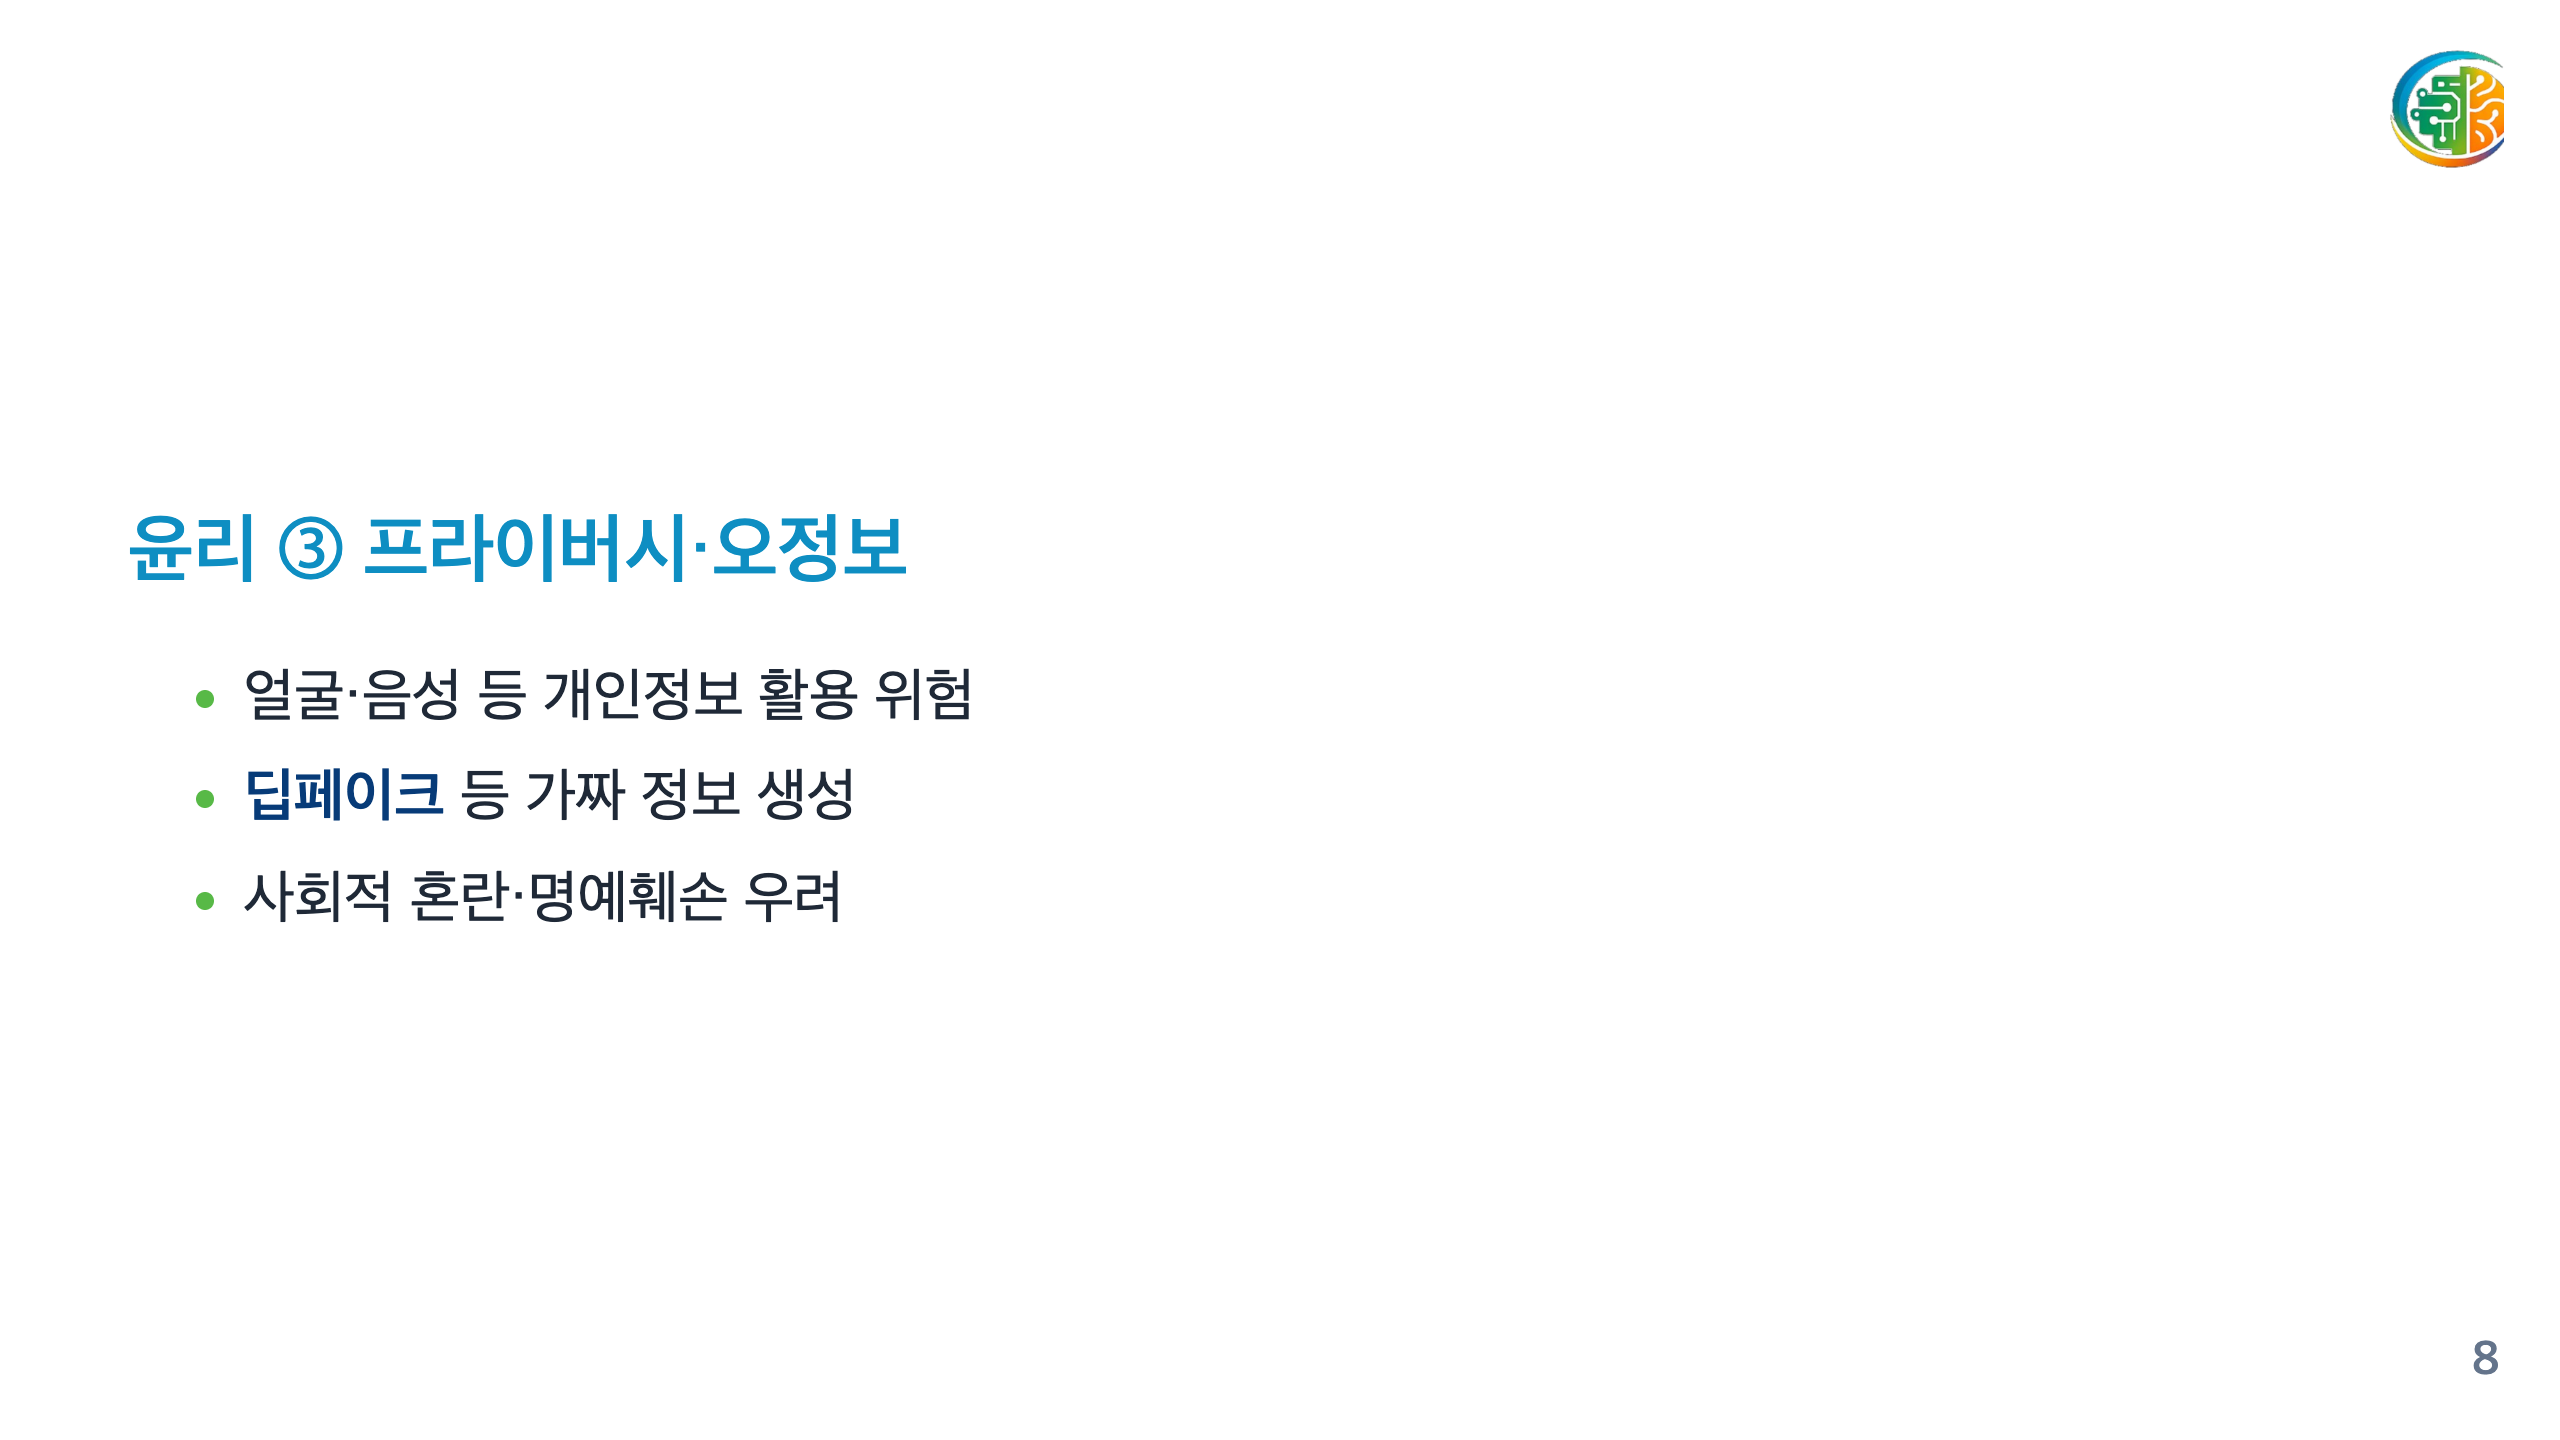 윤리 ③ 프라이버시·오정보
• 얼굴·음성 등 개인정보 활용 위험
• 딥페이크 등 가짜 정보 생성
• 사회적 혼란·명예훼손 우려
8